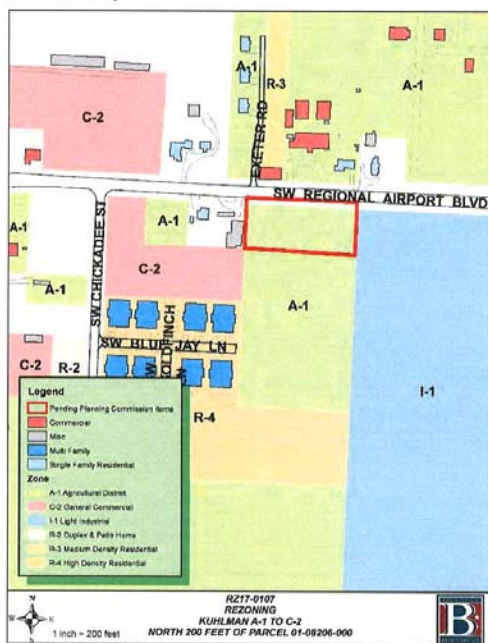 A-1
R-3
A-1
C-2
EXETER RD
SW REGIONAL AIRPORT BLVD
SW CHICKADEE ST
A-1
A-1
C-2
A-1
A-1
I-1
SW BLUE JAY LN
GOLDFINCH
C-2
R-2
R-4
Legend
Pending Planning Commission Items
Commercial
Misc
Multi Family
Single Family Residential
Zone
A-1 Agricultural District
C-2 General Commercial
I-1 Light Industrial
R-2 Duplex & Patio Home
R-3 Medium Density Residential
R-4 High Density Residential
N
W E
S
1 inch = 200 feet
RZ17-0107
REZONING
KUHLMAN A-1 TO C-2
NORTH 200 FEET OF PARCEL 01-08206-000
B